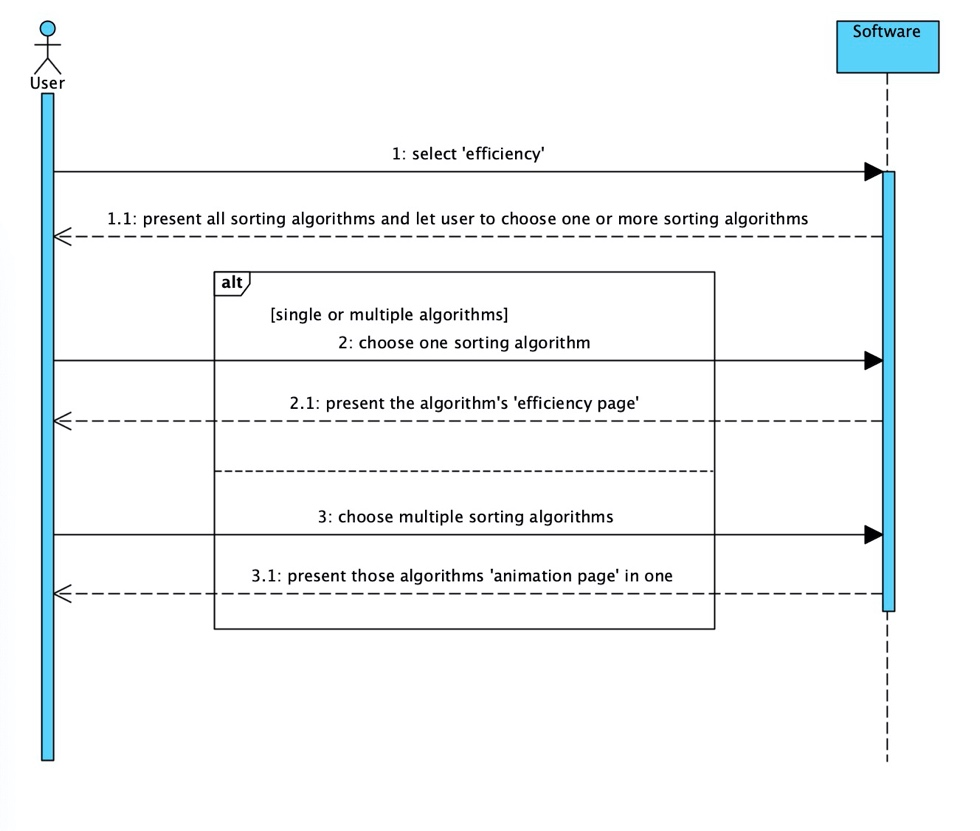 User
Software
1: select 'efficiency'
1.1: present all sorting algorithms and let user to choose one or more sorting algorithms
alt
[single or multiple algorithms]
2: choose one sorting algorithm
2.1: present the algorithm's 'efficiency page'
3: choose multiple sorting algorithms
3.1: present those algorithms 'animation page' in one